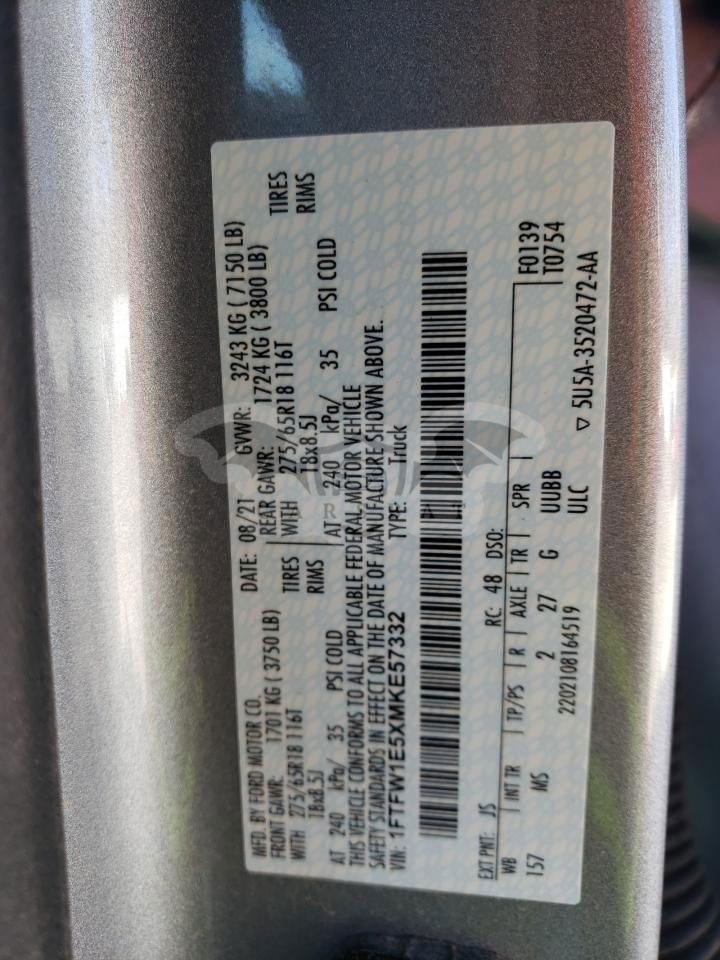 MFD. BY FORD MOTOR CO.
DATE: 08/21 GVWR: 3243 KG ( 7150 LB)
FRONT GAWR: 1701 KG ( 3750 LB) REAR GAWR: 1724 KG ( 3800 LB)
WITH 275/65R18 116T TIRES WITH 275/65R18 116T TIRES
18x8.5J RIMS 18x8.5J RIMS
AT 240 kPa/ 35 PSI COLD AT 240 kPa/ 35 PSI COLD
THIS VEHICLE CONFORMS TO ALL APPLICABLE FEDERAL MOTOR VEHICLE
SAFETY STANDARDS IN EFFECT ON THE DATE OF MANUFACTURE SHOWN ABOVE.
VIN: 1FTFW1E5XMKE57332 TYPE: Truck
EXT PNT: JS RC: 48 DSO:
WB INT TR TP/PS R AXLE TR SPR F0139
157 MS 2 27 G UUBB T0754
2202108164519 ULC ▽ 5U5A-3520472-AA